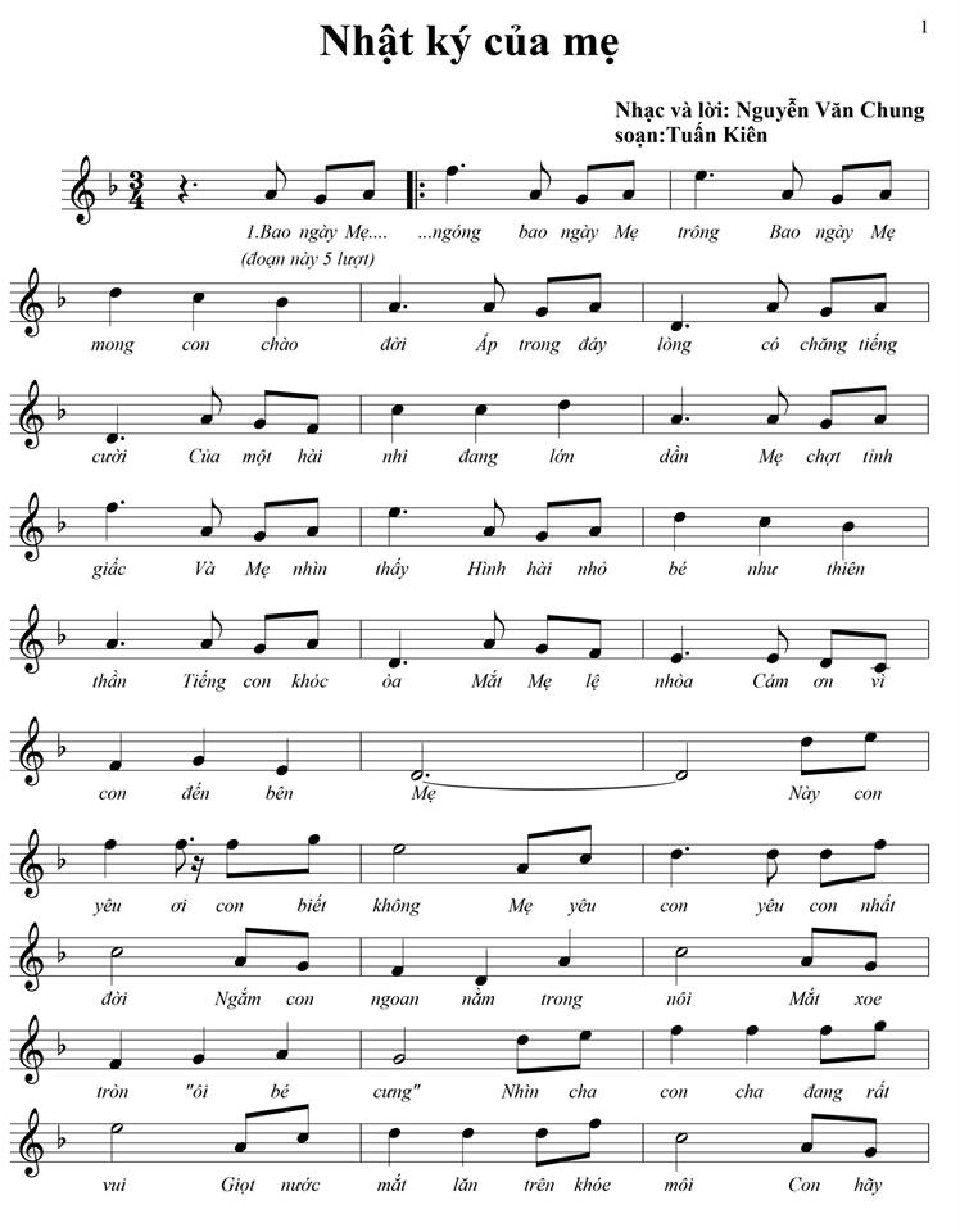 1
Nhật ký của mẹ
Nhạc và lời: Nguyễn Văn Chung
soạn:Tuấn Kiên
3
4
1.Bao ngày Mẹ.... ...ngóng bao ngày Mẹ trông Bao ngày Mẹ
(đoạn này 5 lượt)
mong con chào đời Ấp trong đáy lòng có chăng tiếng
cười Của một hài nhi đang lớn dần Mẹ chợt tỉnh
giấc Và Mẹ nhìn thấy Hình hài nhỏ bé như thiên
thần Tiếng con khóc òa Mắt Mẹ lệ nhòa Cảm ơn vì
con đến bên Mẹ Này con
yêu ơi con biết không Mẹ yêu con yêu con nhất
đời Ngắm con ngoan nằm trong nôi Mắt xoe
tròn "ôi bé cưng" Nhìn cha con cha đang rất
vui Giọt nước mắt lăn trên khóe môi Con hãy